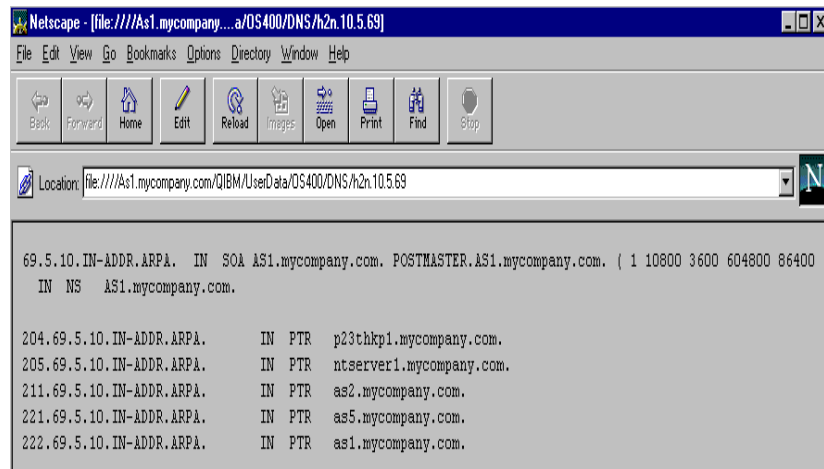 Netscape - [file:////As1.mycompany....a/OS400/DNS/h2n.10.5.69]
File Edit View Go Bookmarks Options Directory Window Help
Back Forward Home Edit Reload Images Open Print Find Stop
Location: file:////As1.mycompany.com/QIBM/UserData/OS400/DNS/h2n.10.5.69
N
69.5.10.IN-ADDR.ARPA. IN SOA AS1.mycompany.com. POSTMASTER.AS1.mycompany.com. ( 1 10800 3600 604800 86400
IN NS AS1.mycompany.com.
204.69.5.10.IN-ADDR.ARPA. IN PTR p23thkp1.mycompany.com.
205.69.5.10.IN-ADDR.ARPA. IN PTR ntserver1.mycompany.com.
211.69.5.10.IN-ADDR.ARPA. IN PTR as2.mycompany.com.
221.69.5.10.IN-ADDR.ARPA. IN PTR as5.mycompany.com.
222.69.5.10.IN-ADDR.ARPA. IN PTR as1.mycompany.com.